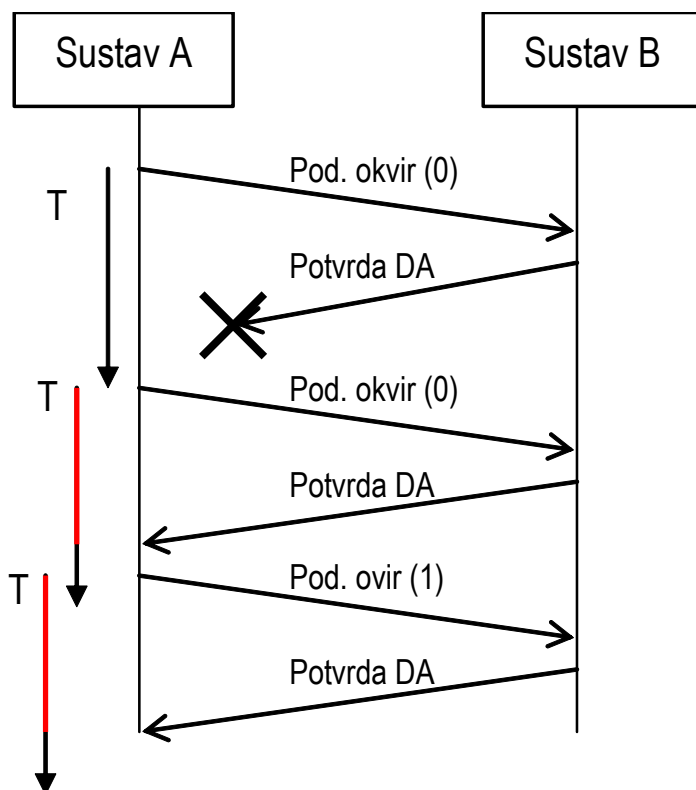 Sustav A
Sustav B
Pod. okvir (0)
T
Potvrda DA
Pod. okvir (0)
T
Potvrda DA
Pod. ovir (1)
T
Potvrda DA